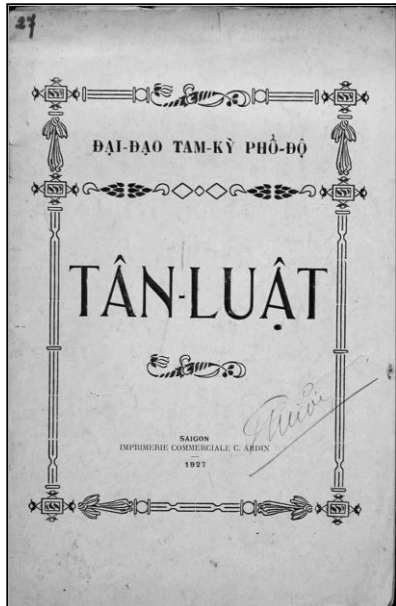 27
ĐẠI-ĐẠO TAM-KỲ PHỔ-ĐỘ
TÂN-LUẬT
SAIGON
IMPRIMERIE COMMERCIALE C. ARDIN
1927